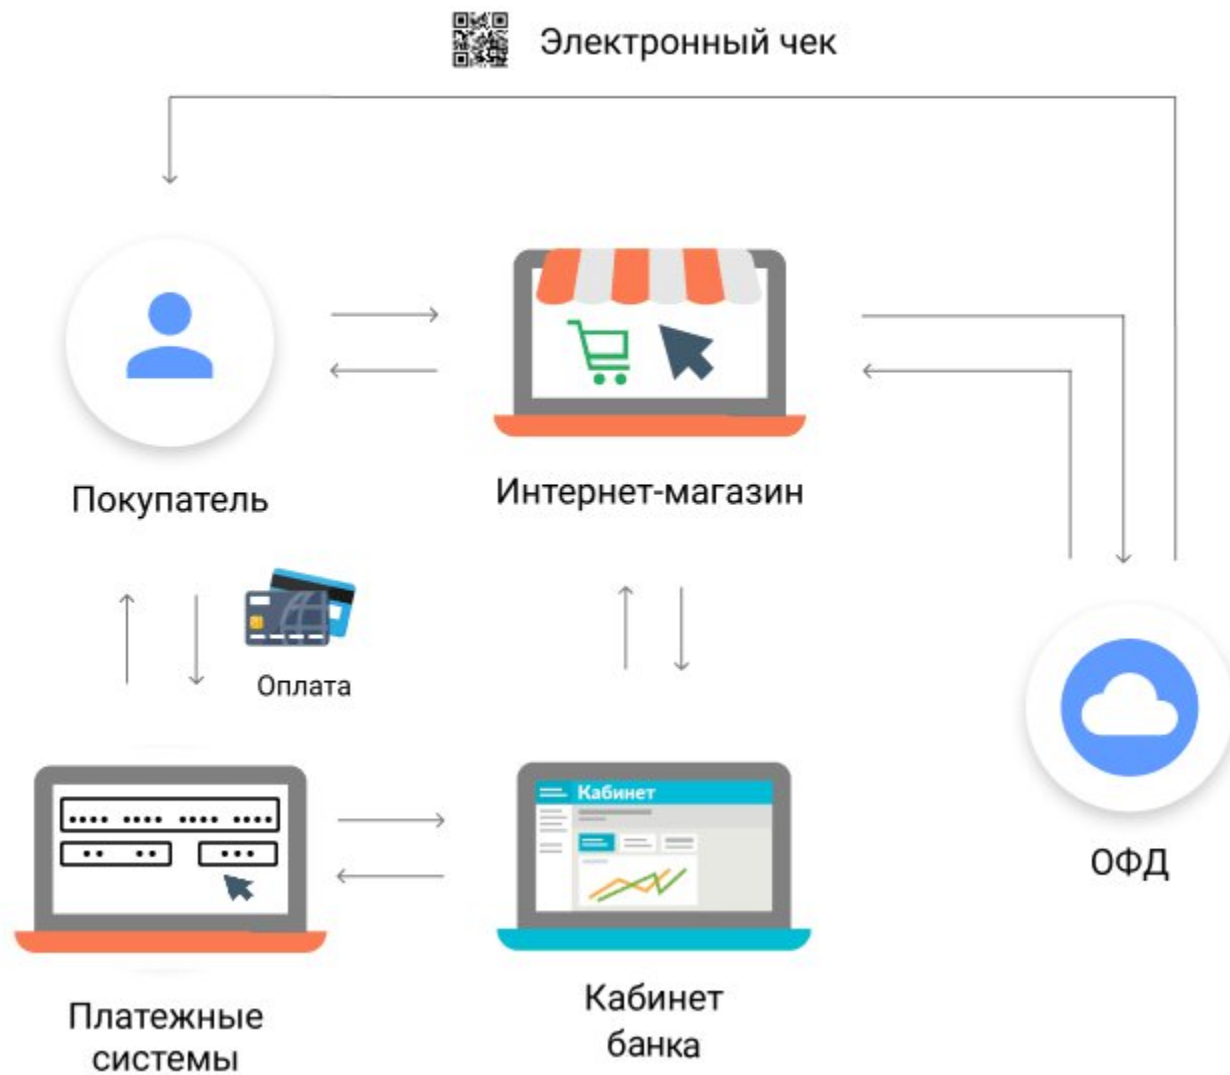 Электронный чек
Покупатель
Интернет-магазин
Оплата
Кабинет
ОФД
Платежные
системы
Кабинет
банка